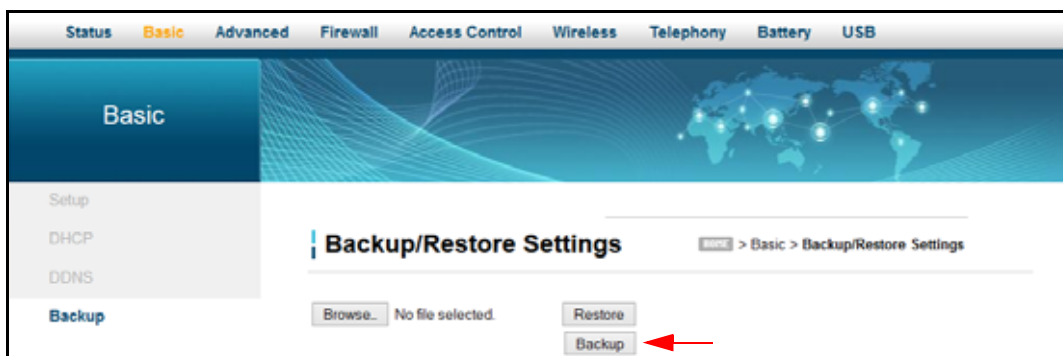 Status Basic Advanced Firewall Access Control Wireless Telephony Battery USB
Basic
Setup
DHCP
DDNS
Backup
Backup/Restore Settings
HOME > Basic > Backup/Restore Settings
Browse.. No file selected. Restore
Backup